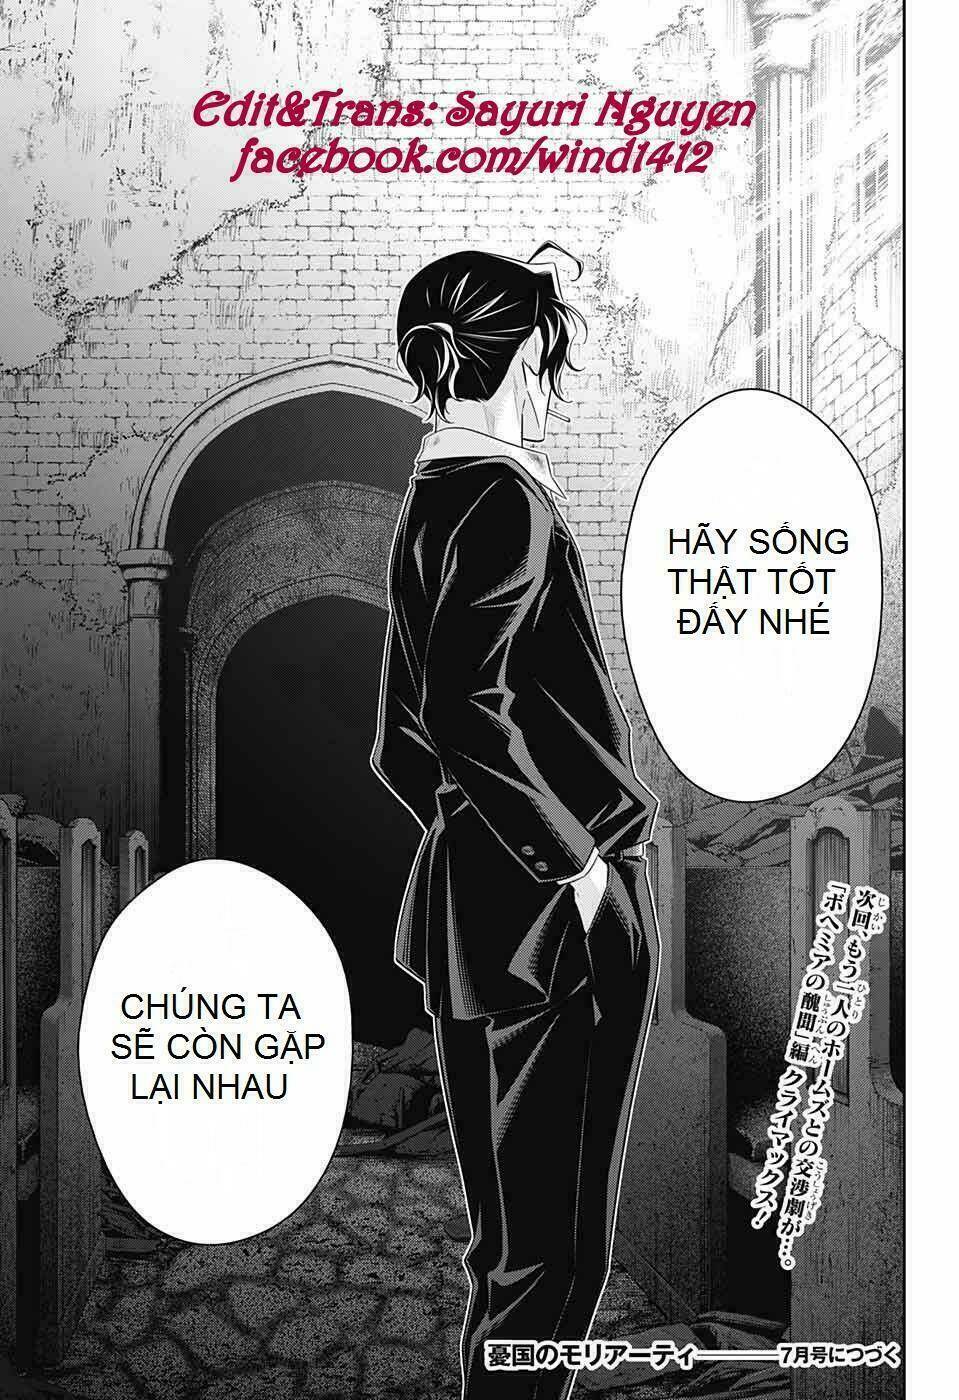 Edit&Trans: Sayuri Nguyen
facebook.com/wind1412
HÃY SỐNG
THẬT TỐT
ĐẤY NHÉ
CHÚNG TA
SẼ CÒN GẶP
LẠI NHAU
次回、もう一人のホームズとの交渉劇が…。
「ボヘミアの醜聞」編クライマックス!
憂国のモリアーティ――7月号につづく